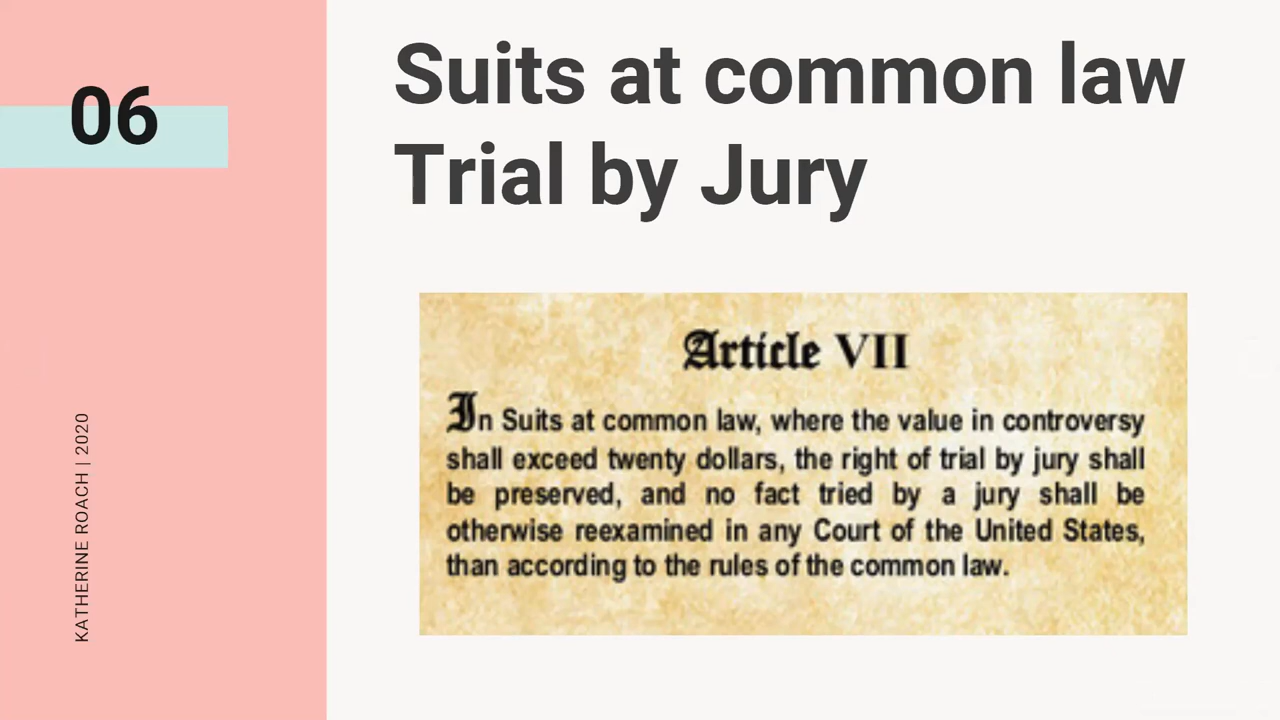 06
Suits at common law
Trial by Jury
Article VII
In Suits at common law, where the value in controversy
shall exceed twenty dollars, the right of trial by jury shall
be preserved, and no fact tried by a jury shall be
otherwise reexamined in any Court of the United States,
than according to the rules of the common law.
KATHERINE ROACH | 2020